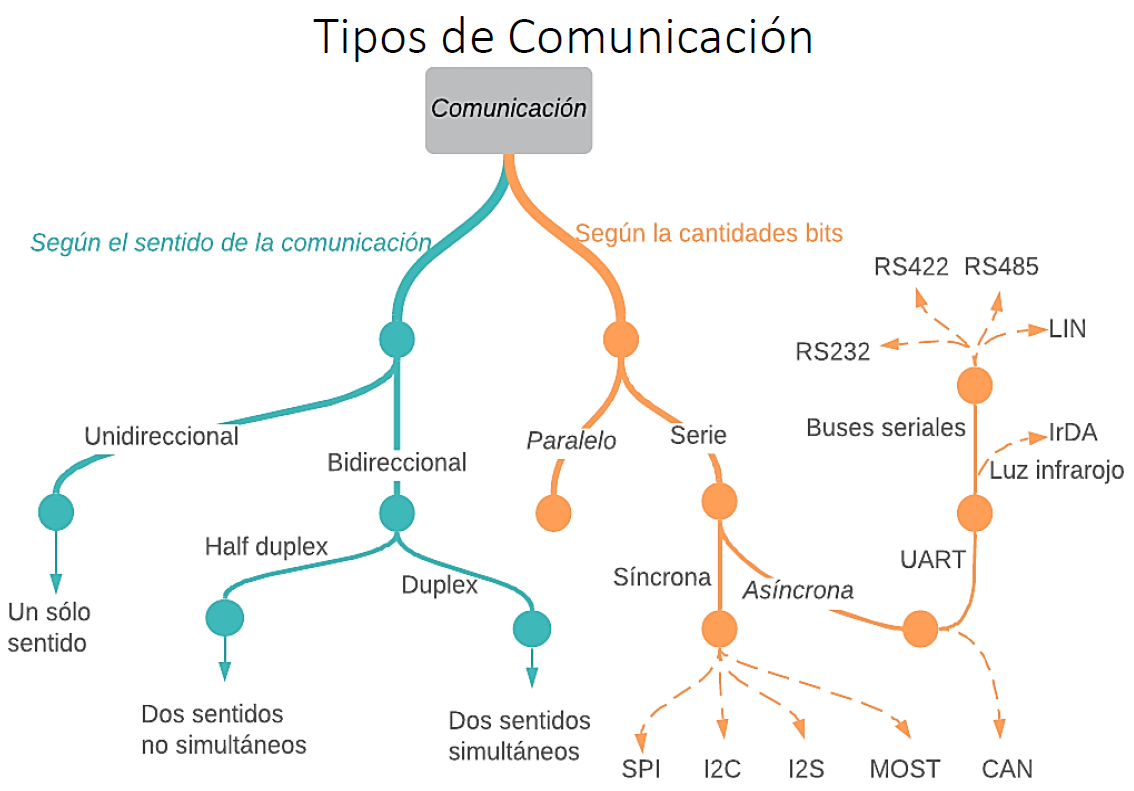 Tipos de Comunicación
Comunicación
Según el sentido de la comunicación
Según la cantidades bits
Unidireccional
Bidireccional
Un sólo
sentido
Half duplex
Duplex
Dos sentidos
no simultáneos
Dos sentidos
simultáneos
Paralelo
Serie
Síncrona
Asíncrona
SPI
I2C
I2S
MOST
CAN
UART
Buses seriales
IrDA
Luz infrarojo
RS232
RS422
RS485
LIN